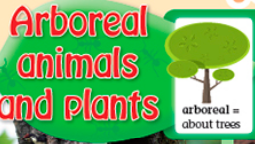 Arboreal
animals
and plants
arboreal =
about trees